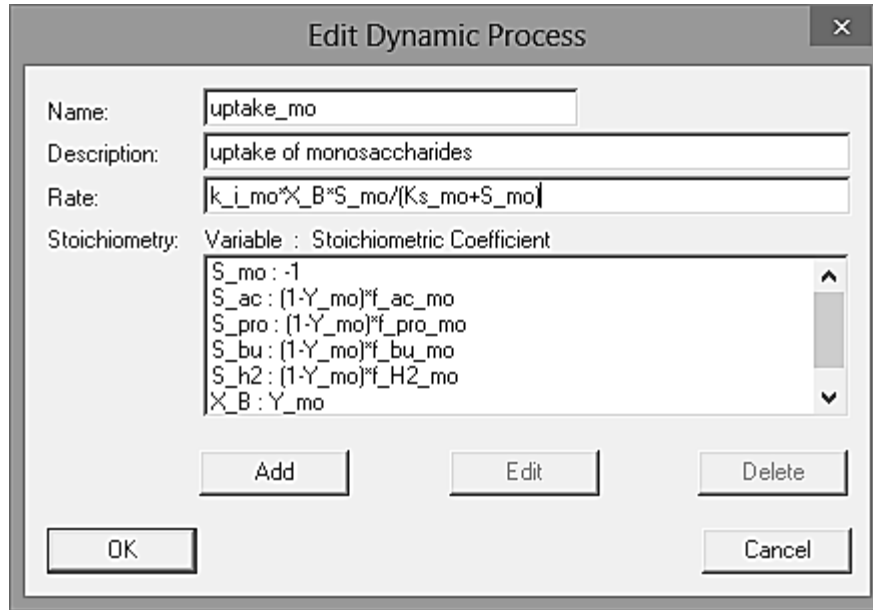 Edit Dynamic Process
Name: uptake_mo
Description: uptake of monosaccharides
Rate: k_i_mo*X_B*S_mo/(Ks_mo+S_mo)
Stoichiometry: Variable : Stoichiometric Coefficient
S_mo : -1
S_ac : (1-Y_mo)*f_ac_mo
S_pro : (1-Y_mo)*f_pro_mo
S_bu : (1-Y_mo)*f_bu_mo
S_h2 : (1-Y_mo)*f_H2_mo
X_B : Y_mo
Add Edit Delete
OK Cancel